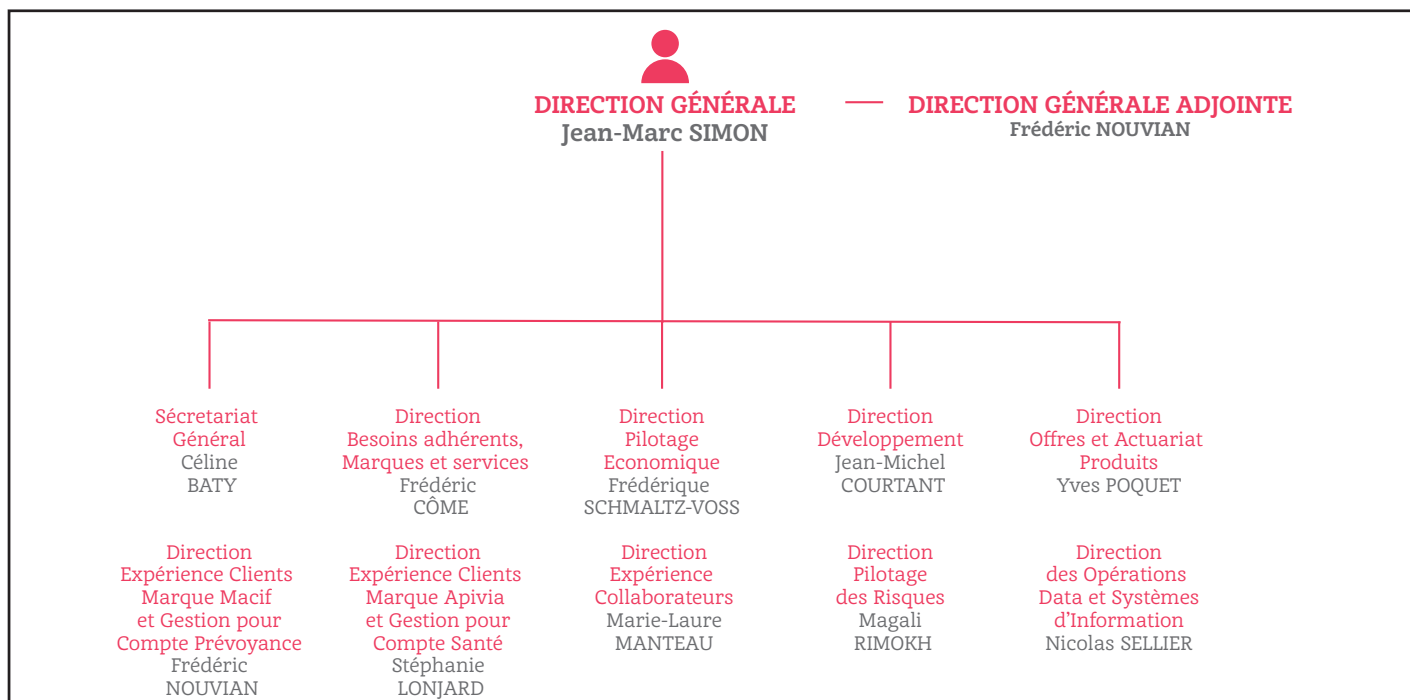 DIRECTION GÉNÉRALE
Jean-Marc SIMON
DIRECTION GÉNÉRALE ADJOINTE
Frédéric NOUVIAN
Sécretariat
Général
Céline
BATY
Direction
Besoins adhérents,
Marques et services
Frédéric
CÔME
Direction
Pilotage
Economique
Frédérique
SCHMALTZ-VOSS
Direction
Développement
Jean-Michel
COURTANT
Direction
Offres et Actuariat
Produits
Yves POQUET
Direction
Expérience Clients
Marque Macif
et Gestion pour
Compte Prévoyance
Frédéric
NOUVIAN
Direction
Expérience Clients
Marque Apivia
et Gestion pour
Compte Santé
Stéphanie
LONJARD
Direction
Expérience
Collaborateurs
Marie-Laure
MANTEAU
Direction
Pilotage
des Risques
Magali
RIMOKH
Direction
des Opérations
Data et Systèmes
d’Information
Nicolas SELLIER